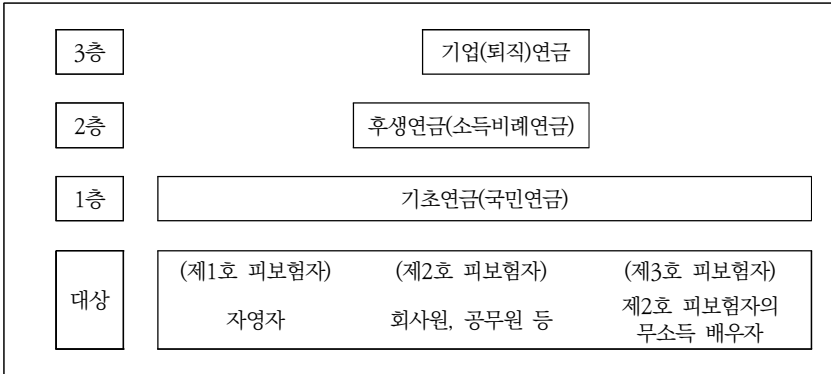 3층
기업(퇴직)연금
2층
후생연금(소득비례연금)
1층
기초연금(국민연금)
대상
(제1호 피보험자) (제2호 피보험자) (제3호 피보험자)
자영자 회사원, 공무원 등 제2호 피보험자의
무소득 배우자